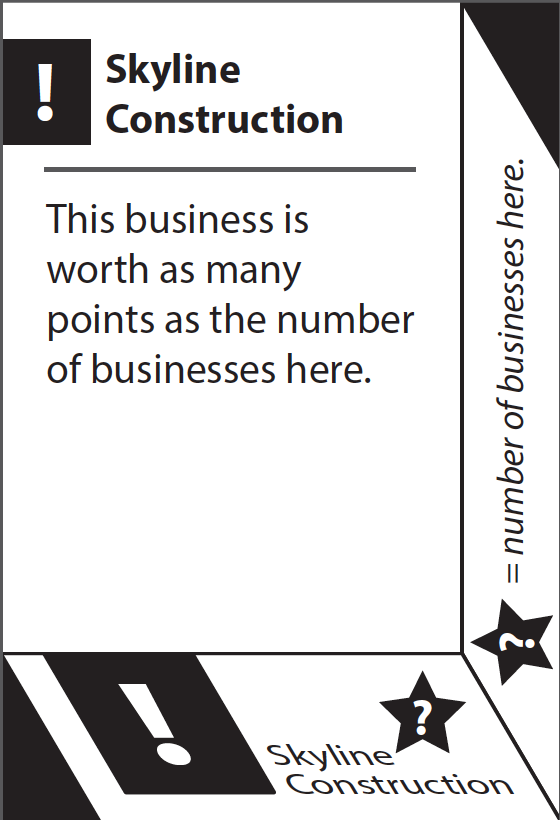 !
Skyline
Construction
This business is
worth as many
points as the number
of businesses here.
? = number of businesses here.
!
?
Skyline
Construction